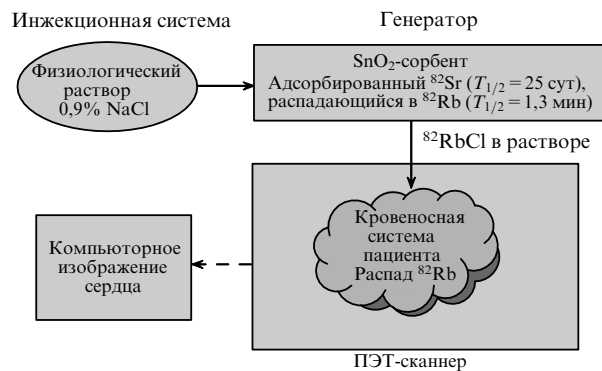 Инжекционная система
Генератор
Физиологический
раствор
0,9% NaCl
SnO₂-сорбент
Адсорбированный ⁸²Sr (T₁/₂ = 25 сут),
распадающийся в ⁸²Rb (T₁/₂ = 1,3 мин)
⁸²RbCl в растворе
Кровеносная
система
пациента
Распад ⁸²Rb
Компьюторное
изображение
сердца
ПЭТ-сканнер